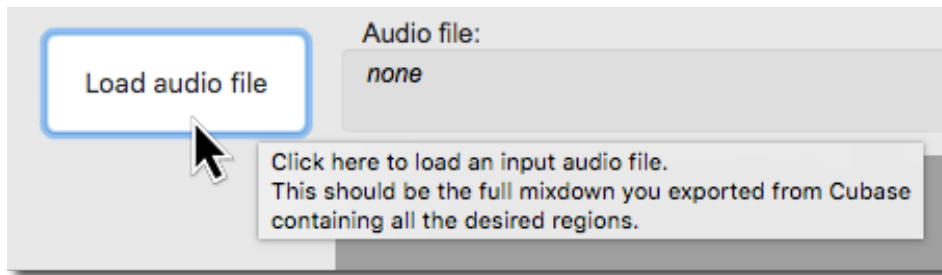 Audio file:
Load audio file
none
Click here to load an input audio file.
This should be the full mixdown you exported from Cubase
containing all the desired regions.